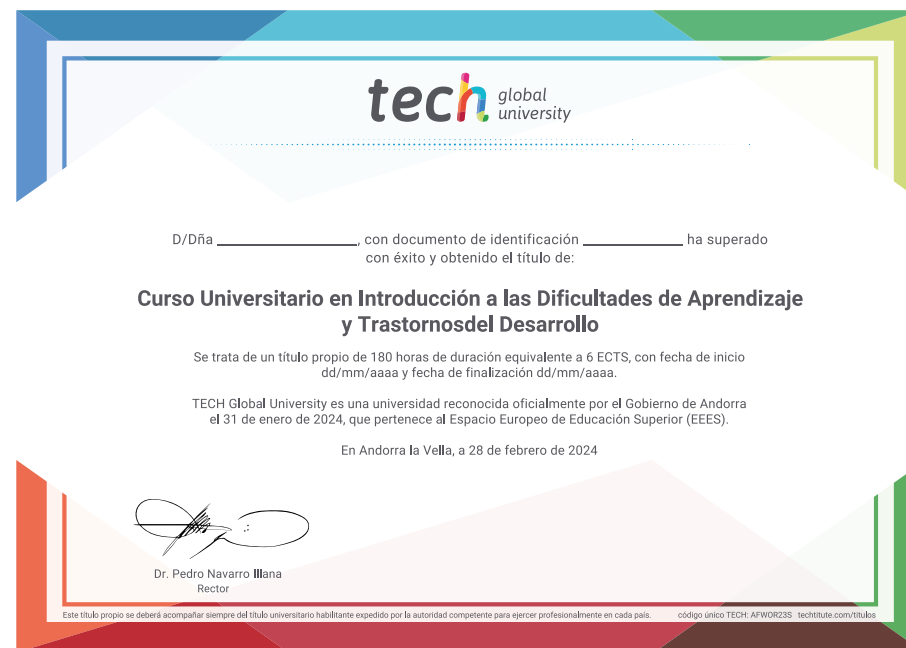 tech global university
D/Dña ______________, con documento de identificación __________ ha superado
con éxito y obtenido el título de:
Curso Universitario en Introducción a las Dificultades de Aprendizaje
y Trastornosdel Desarrollo
Se trata de un título propio de 180 horas de duración equivalente a 6 ECTS, con fecha de inicio
dd/mm/aaaa y fecha de finalización dd/mm/aaaa.
TECH Global University es una universidad reconocida oficialmente por el Gobierno de Andorra
el 31 de enero de 2024, que pertenece al Espacio Europeo de Educación Superior (EEES).
En Andorra la Vella, a 28 de febrero de 2024
Dr. Pedro Navarro Illana
Rector
Este título propio se deberá acompañar siempre del título universitario habilitante expedido por la autoridad competente para ejercer profesionalmente en cada país. código único TECH: AFWOR23S techtitute.com/titulos